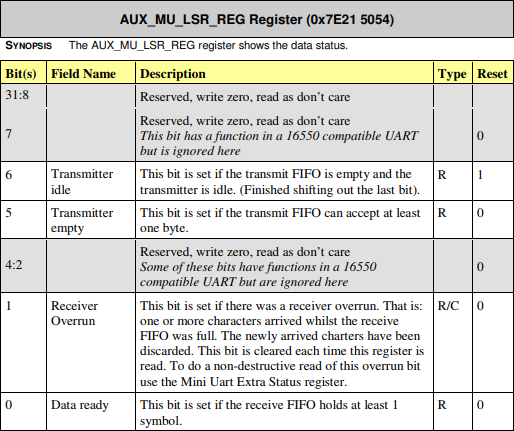 AUX_MU_LSR_REG Register (0x7E21 5054)
SYNOPSIS The AUX_MU_LSR_REG register shows the data status.
Bit(s) Field Name Description Type Reset
31:8 Reserved, write zero, read as don't care
Reserved, write zero, read as don't care
7 This bit has a function in a 16550 compatible UART 0
but is ignored here
6 Transmitter This bit is set if the transmit FIFO is empty and the R 1
idle transmitter is idle. (Finished shifting out the last bit).
5 Transmitter This bit is set if the transmit FIFO can accept at least R 0
empty one byte.
Reserved, write zero, read as don't care
4:2 Some of these bits have functions in a 16550 0
compatible UART but are ignored here
1 Receiver This bit is set if there was a receiver overrun. That is: R/C 0
Overrun one or more characters arrived whilst the receive
FIFO was full. The newly arrived charters have been
discarded. This bit is cleared each time this register is
read. To do a non-destructive read of this overrun bit
use the Mini Uart Extra Status register.
0 Data ready This bit is set if the receive FIFO holds at least 1 R 0
symbol.